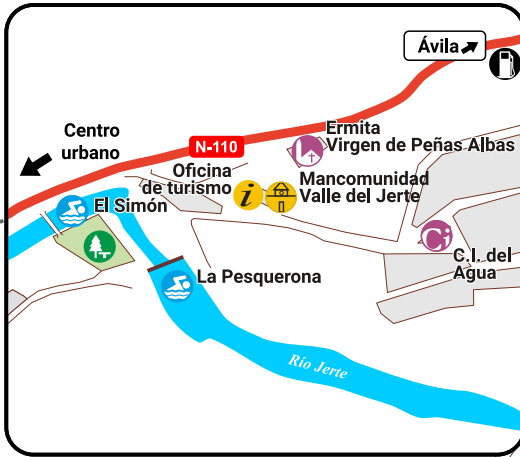 Ávila
Centro
urbano
N-110
Ermita
Virgen de Peñas Albas
Oficina
de turismo
i
Mancomunidad
Valle del Jerte
El Simón
Ci
C.I. del
Agua
La Pesquerona
Río Jerte